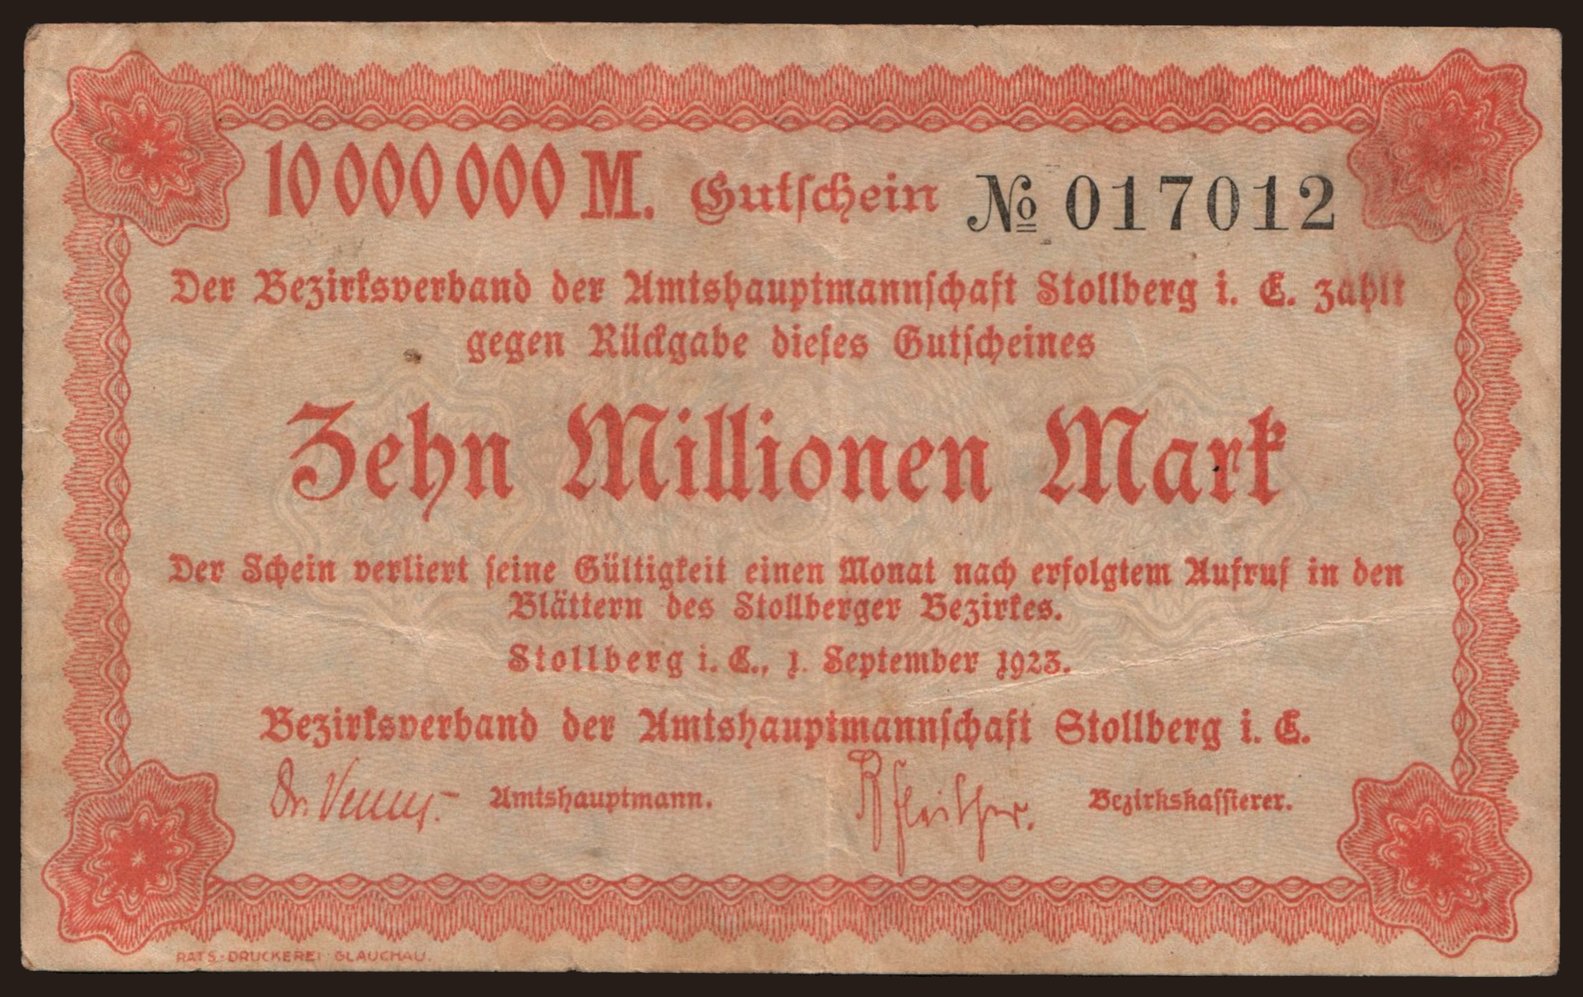 10 000 000 M. Gutschein № 017012
Der Bezirksverband der Amtshauptmannschaft Stollberg i. E. zahlt
gegen Rückgabe dieses Gutscheines
Zehn Millionen Mark
Der Schein verliert seine Gültigkeit einen Monat nach erfolgtem Aufruf in den
Blättern des Stollberger Bezirkes.
Stollberg i. E., 1. September 1923.
Bezirksverband der Amtshauptmannschaft Stollberg i. E.
Dr. Amtshauptmann. Bezirkskassierer.
RATS-DRUCKEREI GLAUCHAU.